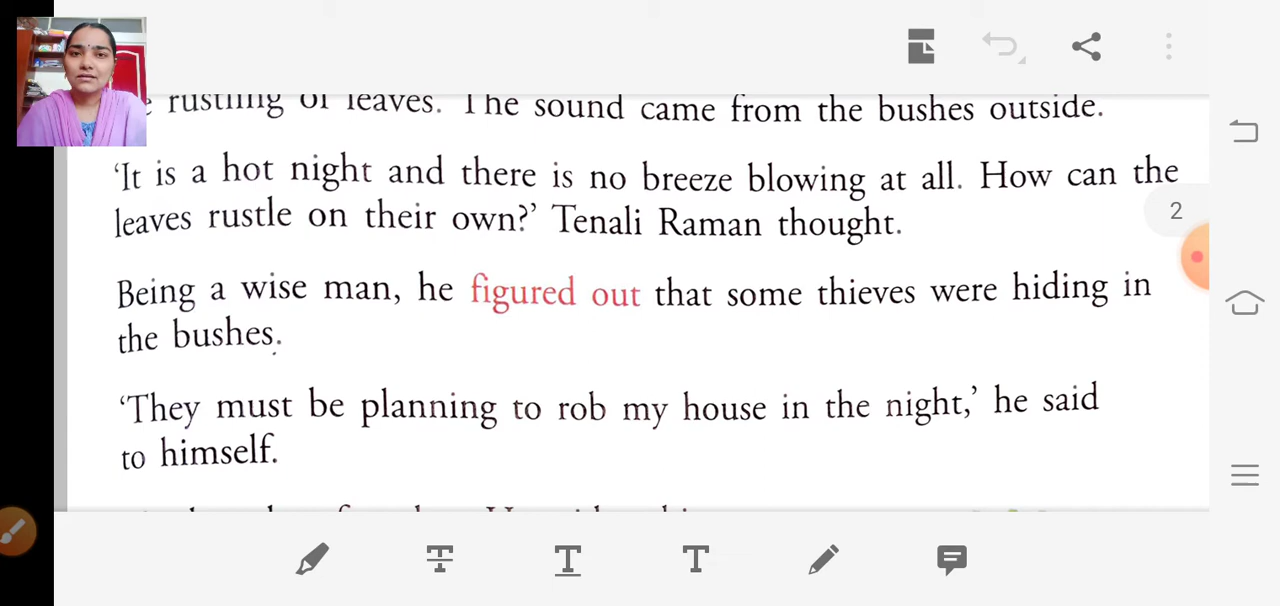 rustling of leaves. The sound came from the bushes outside.
'It is a hot night and there is no breeze blowing at all. How can the
leaves rustle on their own?' Tenali Raman thought.
2
Being a wise man, he figured out that some thieves were hiding in
the bushes.
'They must be planning to rob my house in the night,' he said
to himself.